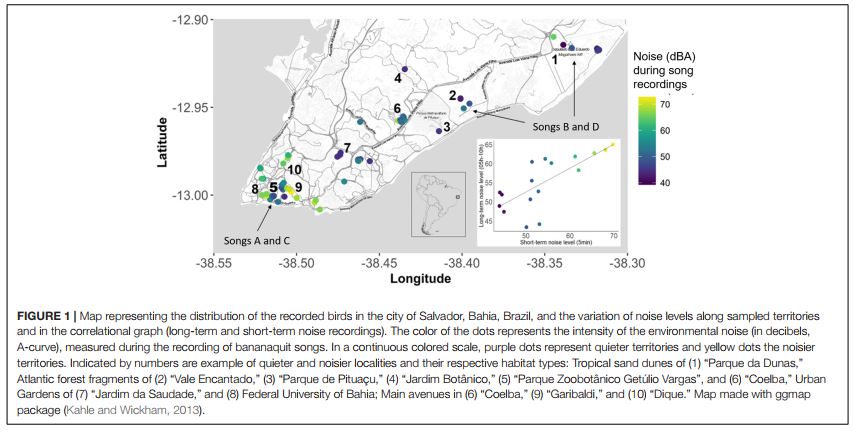 -12.90
-12.95
-13.00
Latitude
-38.55
-38.50
-38.45
-38.40
-38.35
-38.30
Longitude
1
2
3
4
5
6
7
8
9
10
Songs B and D
Songs A and C
Noise (dBA)
during song
recordings
70
60
50
40
Long-term noise level (05h-10h)
65
60
55
50
45
50
60
70
Short-term noise level (5min)
FIGURE 1 | Map representing the distribution of the recorded birds in the city of Salvador, Bahia, Brazil, and the variation of noise levels along sampled territories
and in the correlational graph (long-term and short-term noise recordings). The color of the dots represents the intensity of the environmental noise (in decibels,
A-curve), measured during the recording of bananaquit songs. In a continuous colored scale, purple dots represent quieter territories and yellow dots the noisier
territories. Indicated by numbers are example of quieter and noisier localities and their respective habitat types: Tropical sand dunes of (1) “Parque da Dunas,”
Atlantic forest fragments of (2) “Vale Encantado,” (3) “Parque de Pituaçu,” (4) “Jardim Botânico,” (5) “Parque Zoobotânico Getúlio Vargas”, and (6) “Coelba,” Urban
Gardens of (7) “Jardim da Saudade,” and (8) Federal University of Bahia; Main avenues in (6) “Coelba,” (9) “Garibaldi,” and (10) “Dique.” Map made with ggmap
package (Kahle and Wickham, 2013).